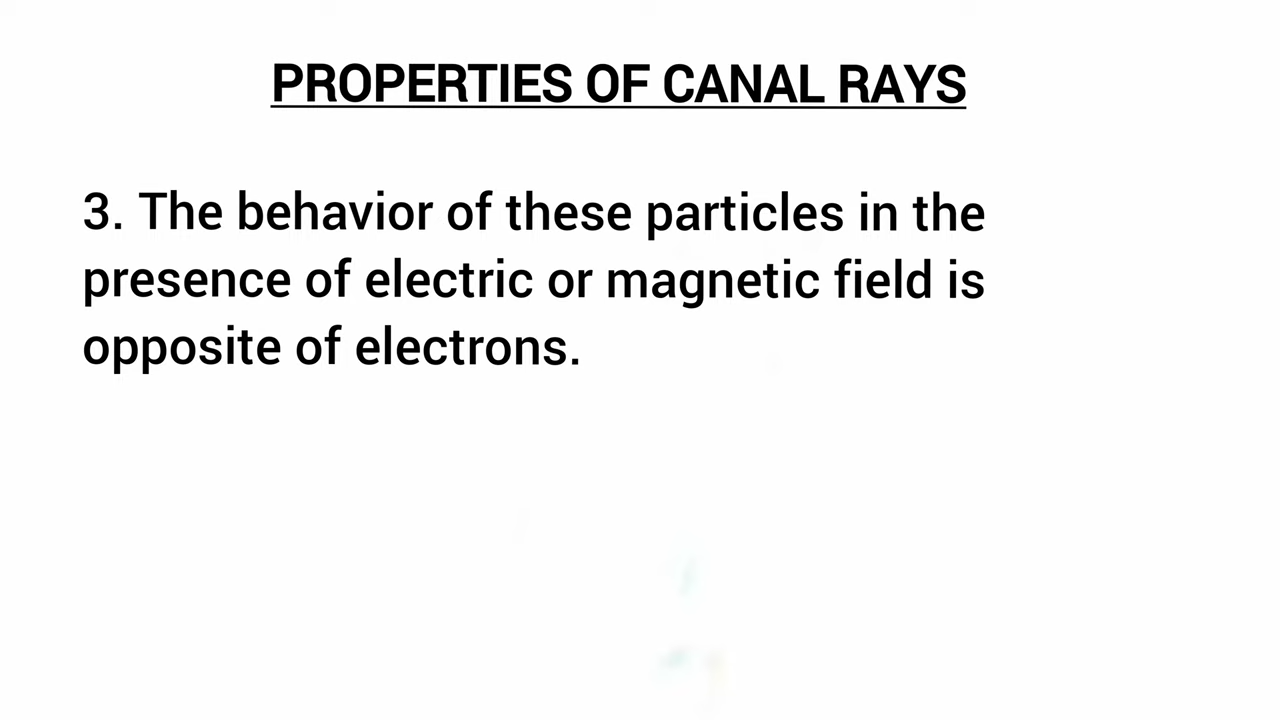 PROPERTIES OF CANAL RAYS
3. The behavior of these particles in the
presence of electric or magnetic field is
opposite of electrons.